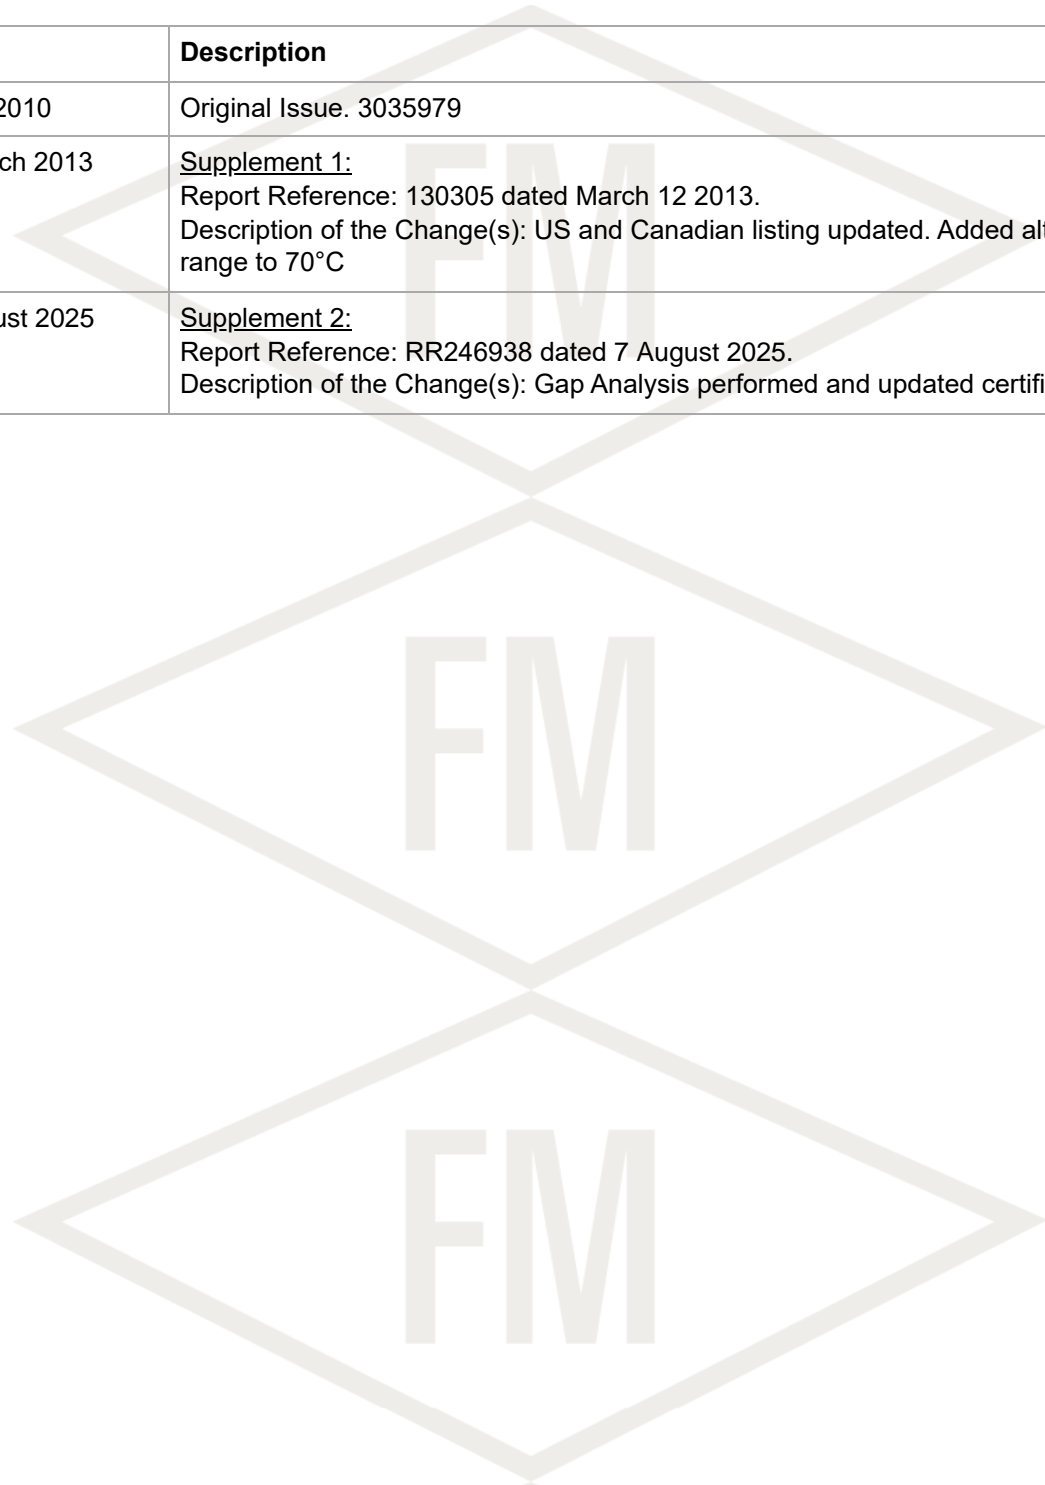 Description
2010
Original Issue. 3035979
ch 2013
Supplement 1:
Report Reference: 130305 dated March 12 2013.
Description of the Change(s): US and Canadian listing updated. Added
range to 70°C
ust 2025
Supplement 2:
Report Reference: RR246938 dated 7 August 2025.
Description of the Change(s): Gap Analysis performed and updated
FM
FM
FM